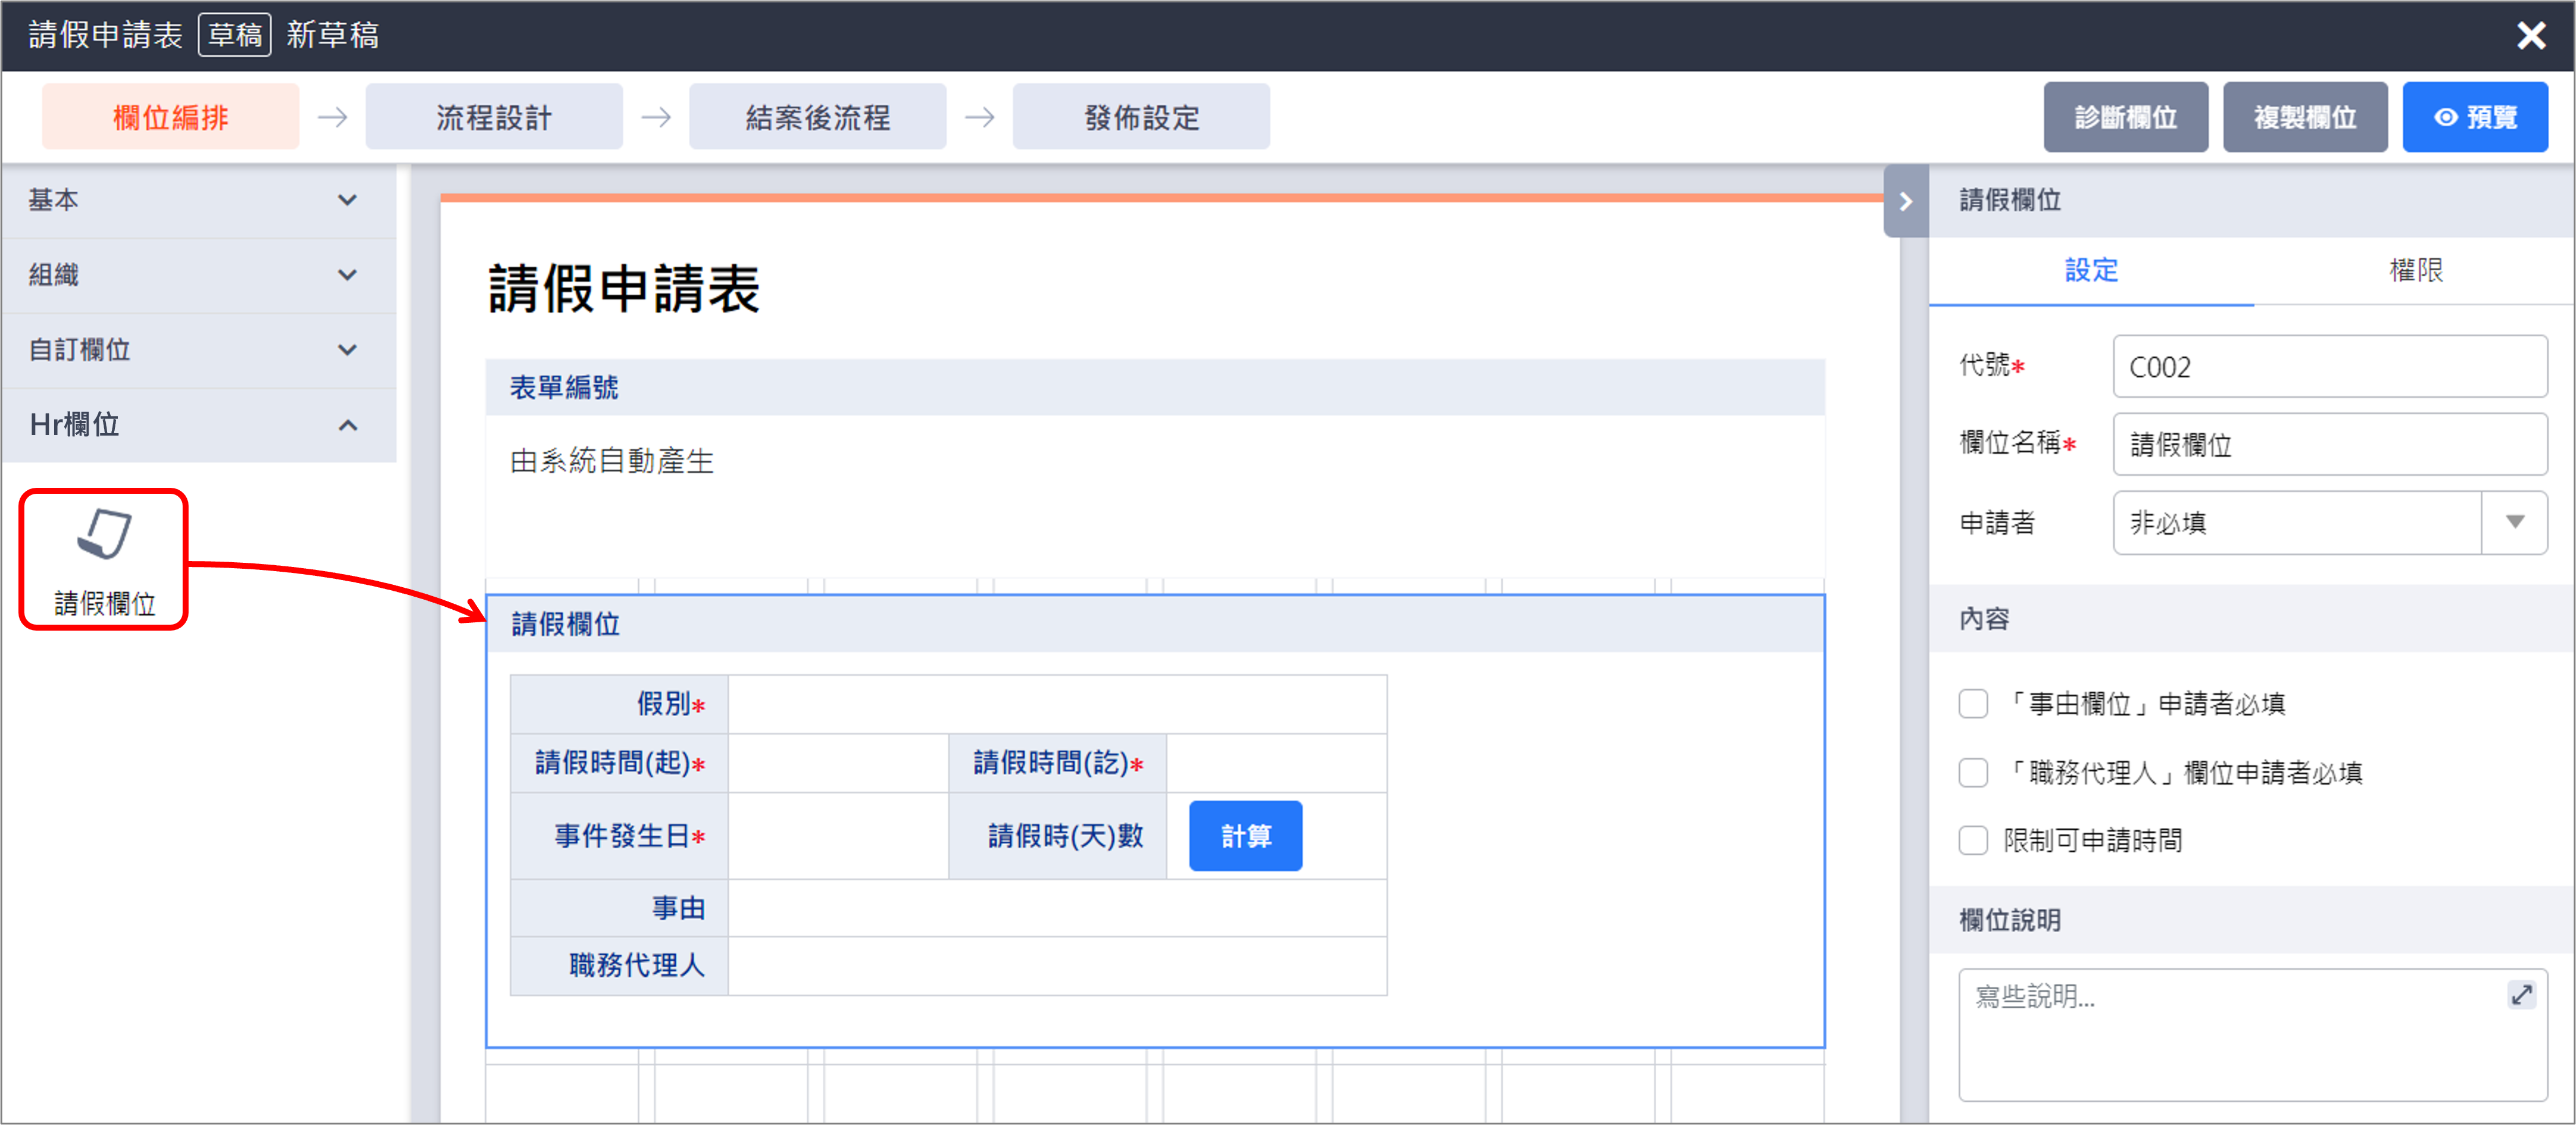 請假申請表 草稿 新草稿
欄位編排 流程設計 結案後流程 發佈設定 診斷欄位 複製欄位 預覽
基本
組織
自訂欄位
Hr欄位
請假欄位
請假申請表
表單編號
由系統自動產生
請假欄位
假別*
請假時間(起)* 請假時間(訖)*
事件發生日* 請假時(天)數 計算
事由
職務代理人
請假欄位
設定 權限
代號* C002
欄位名稱* 請假欄位
申請者 非必填
內容
「事由欄位」申請者必填
「職務代理人」欄位申請者必填
限制可申請時間
欄位說明
寫些說明...